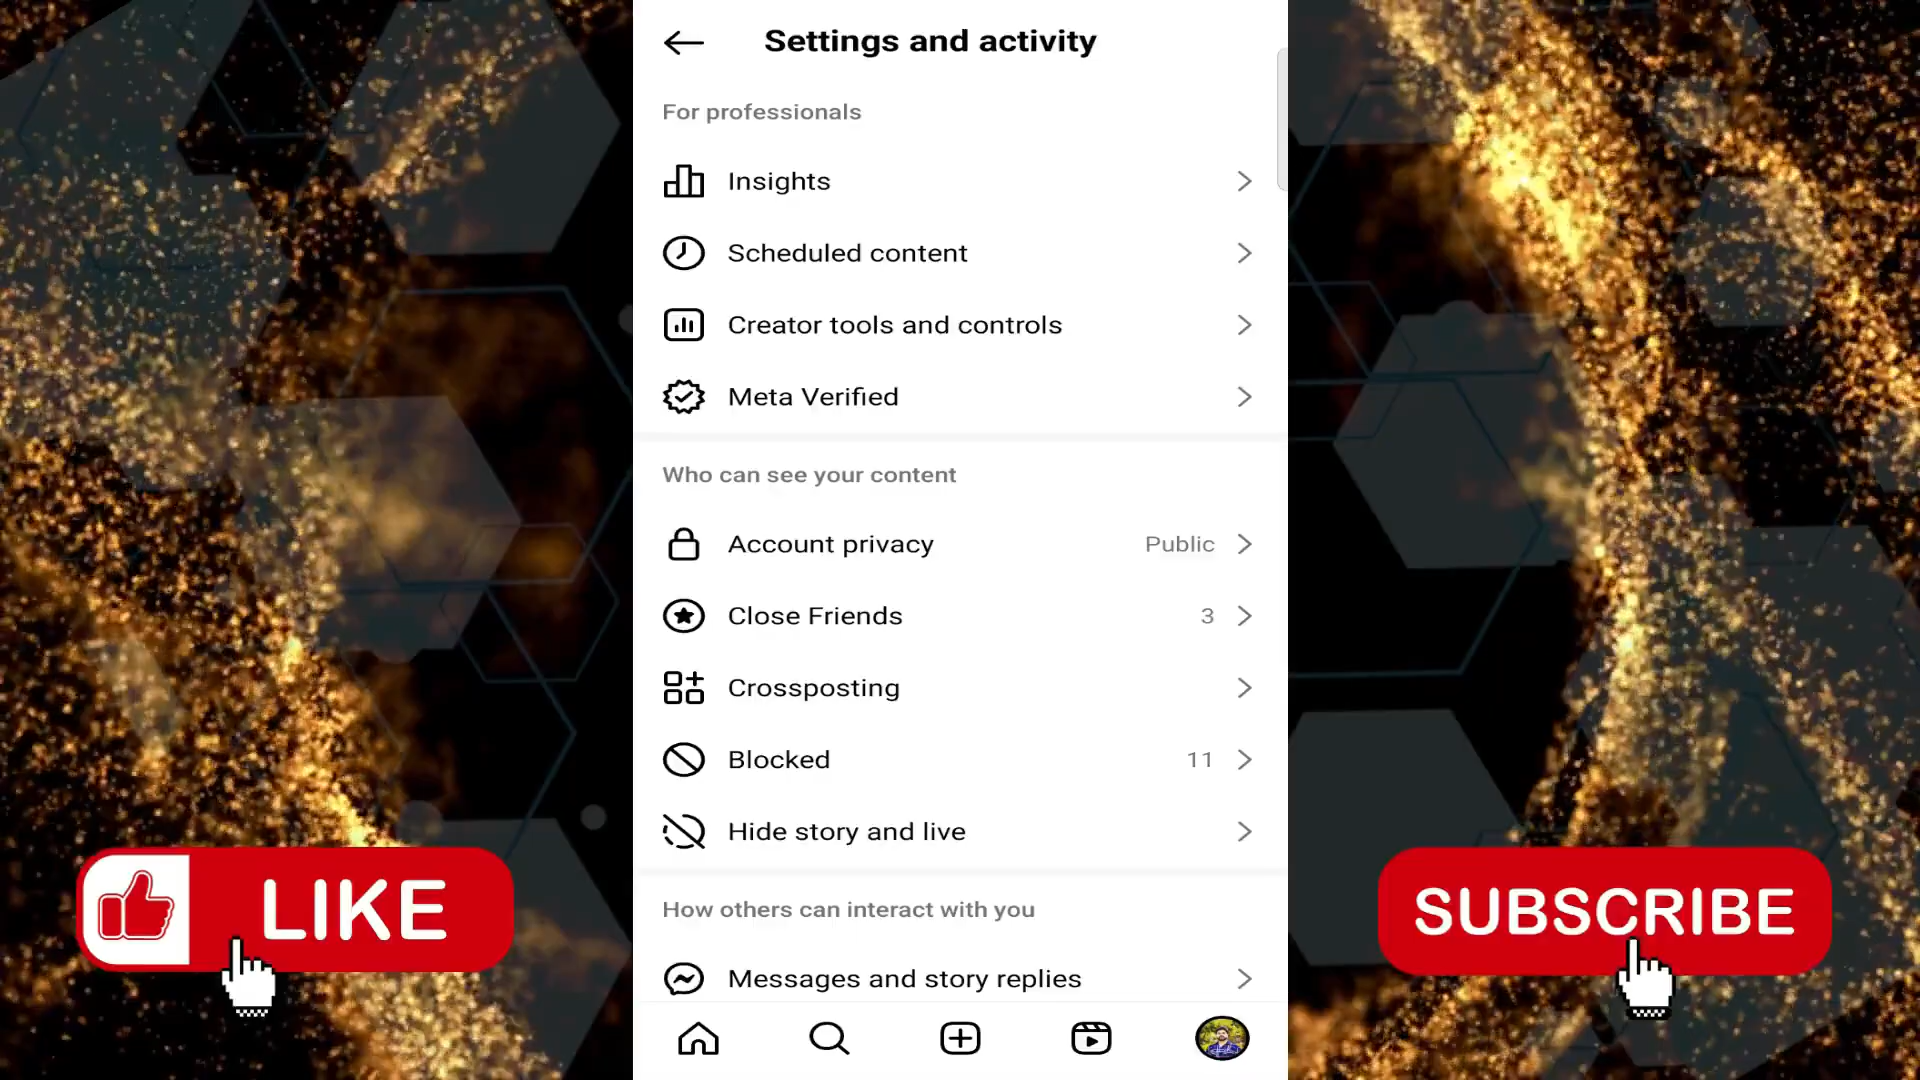 Settings and activity
For professionals
Insights
Scheduled content
Creator tools and controls
Meta Verified
Who can see your content
Account privacy Public
Close Friends 3
Crossposting
Blocked 11
Hide story and live
How others can interact with you
Messages and story replies
LIKE
SUBSCRIBE